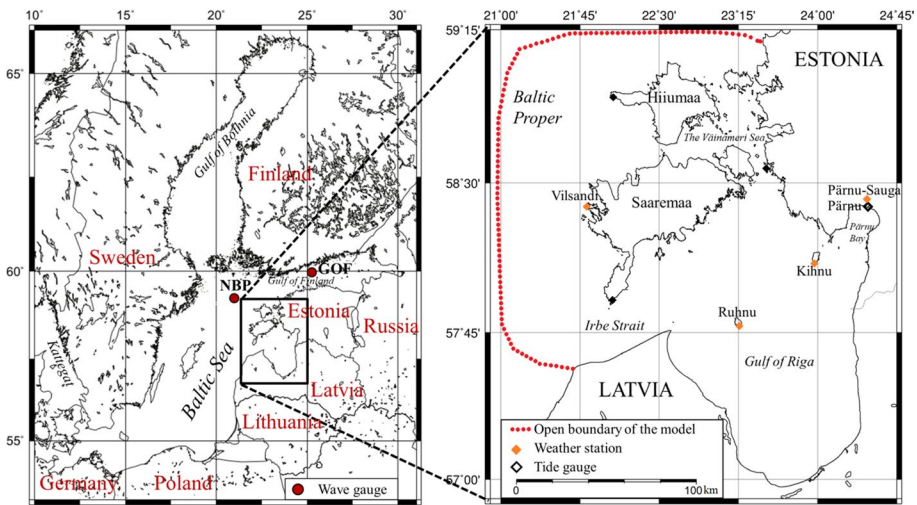 10
15
20
25
30
65
60
55
Gulf of Bothnia
Finland
Sweden
GOF
NBP
Gulf of Finland
Estonia
Russia
Kattegat
Baltic Sea
Latvia
Lithuania
Germany
Poland
Wave gauge
21°00'
21°45'
22°30'
23°15'
24°00'
24°45'
59°15'
58°30'
57°45'
57°00'
ESTONIA
Baltic
Proper
Hiiumaa
The Väinameri Sea
Vilsandi
Saaremaa
Pärnu-Sauga
Pärnu
Pärnu
Bay
Kihnu
Ruhnu
Irbe Strait
Gulf of Riga
LATVIA
Open boundary of the model
Weather station
Tide gauge
0
100km